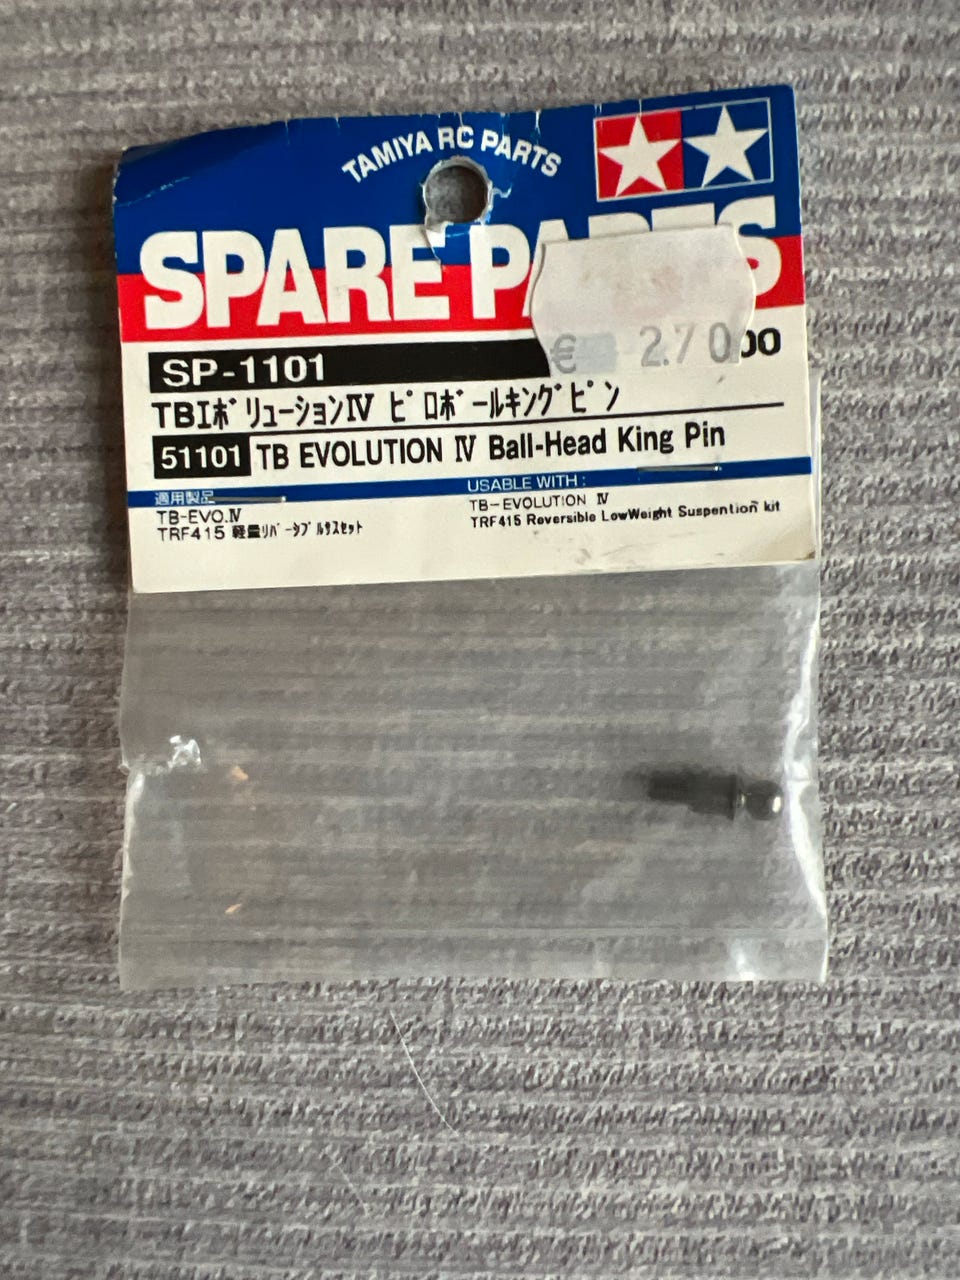 TAMIYA RC PARTS
SPARE PARTS
€ 2.70
00
SP-1101
TBエボリューションⅣ ピロボールキングピン
51101 TB EVOLUTION Ⅳ Ball-Head King Pin
適用製品
TB-EVO.Ⅳ
TRF415 軽量リバーシブルサスセット
USABLE WITH :
TB-EVOLUTION Ⅳ
TRF415 Reversible LowWeight Suspention kit